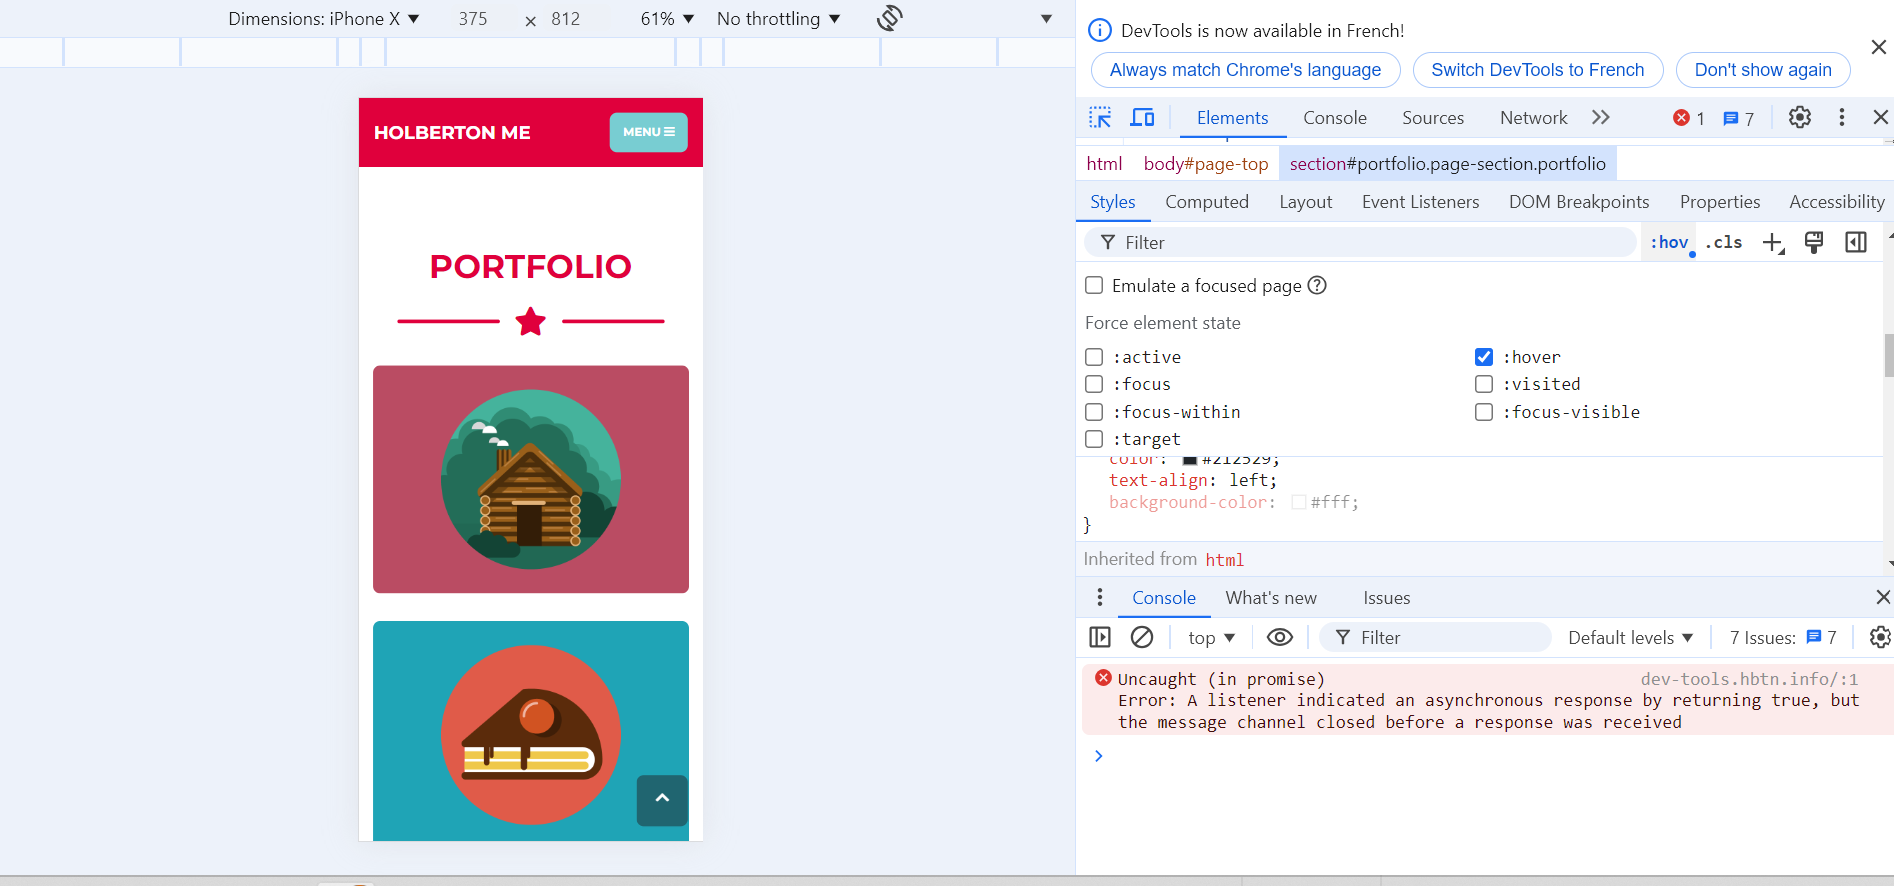 Dimensions: iPhone X ▼ 375 × 812 61% ▼ No throttling ▼
DevTools is now available in French!
Always match Chrome's language Switch DevTools to French Don't show again
Elements Console Sources Network 1 7
html body#page-top section#portfolio.page-section.portfolio
Styles Computed Layout Event Listeners DOM Breakpoints Properties Accessibility
Filter :hov .cls
Emulate a focused page
Force element state
:active :hover
:focus :visited
:focus-within :focus-visible
:target
color: #212529;
text-align: left;
background-color: #fff;
}
Inherited from html
Console What's new Issues
top ▼ Filter Default levels ▼ 7 Issues: 7
Uncaught (in promise) dev-tools.hbtn.info/:1
Error: A listener indicated an asynchronous response by returning true, but
the message channel closed before a response was received
HOLBERTON ME MENU
PORTFOLIO